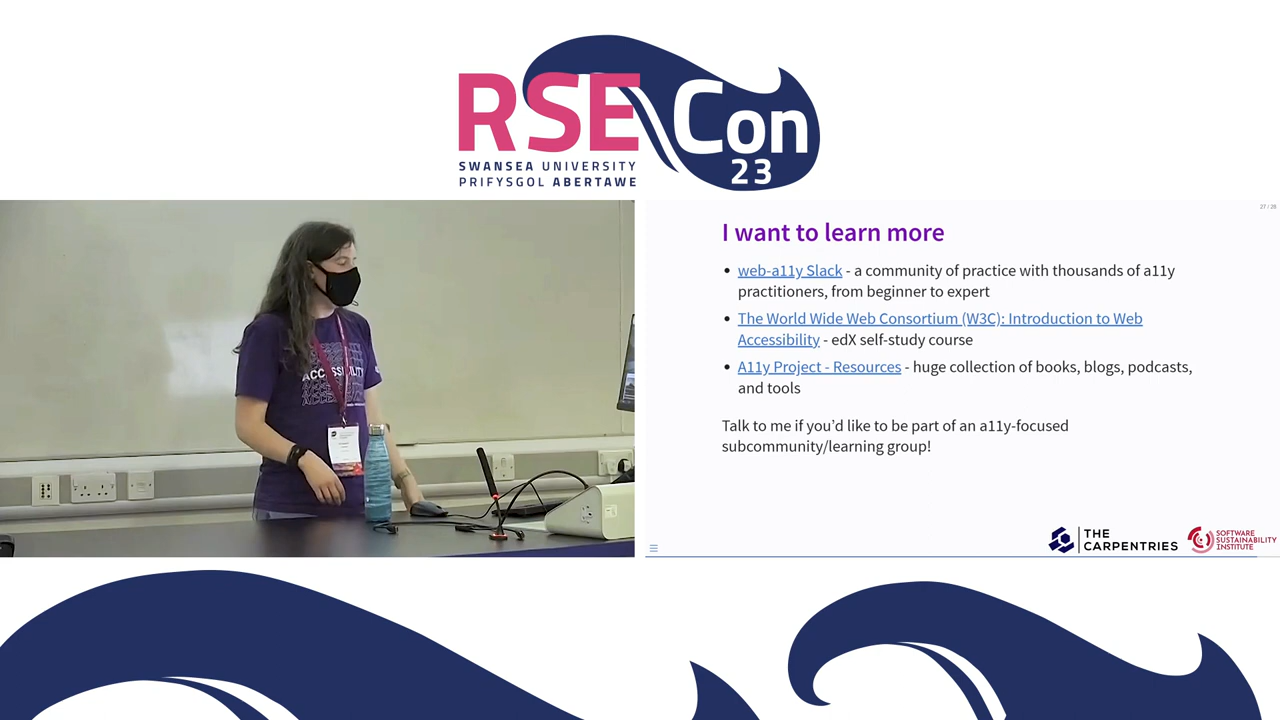 RSE Con
23
SWANSEA UNIVERSITY
PRIFYSGOL ABERTAWE
27 / 28
I want to learn more
• web-a11y Slack - a community of practice with thousands of a11y
practitioners, from beginner to expert
• The World Wide Web Consortium (W3C): Introduction to Web
Accessibility - edX self-study course
• A11y Project - Resources - huge collection of books, blogs, podcasts,
and tools
Talk to me if you’d like to be part of an a11y-focused
subcommunity/learning group!
THE
CARPENTRIES
SOFTWARE
SUSTAINABILITY
INSTITUTE
ACCESSIBILITY